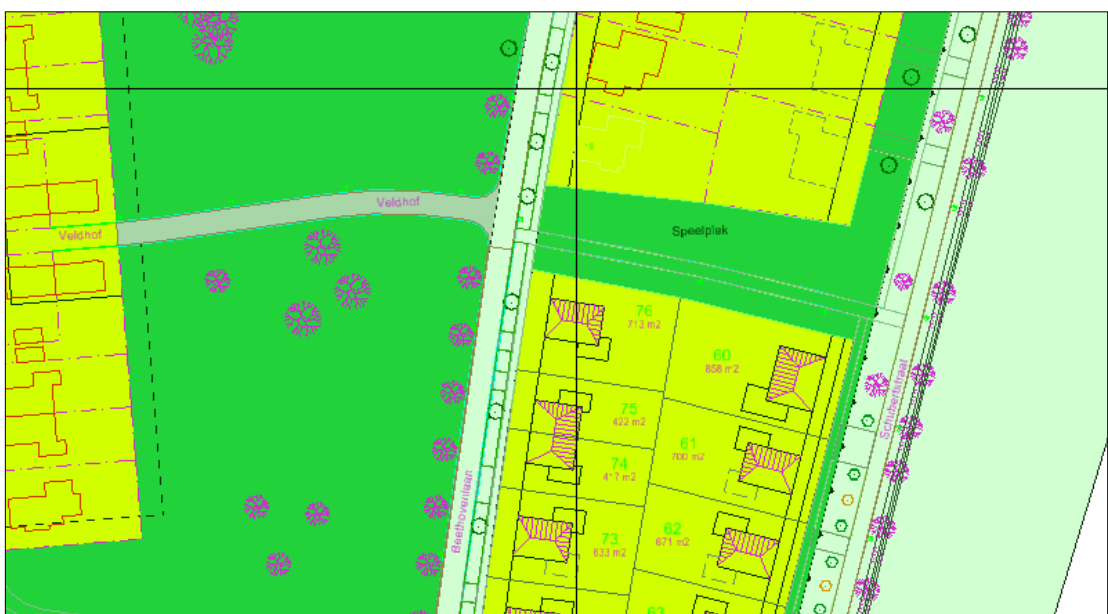 Veldhof
Veldhof
Speelplek
76
713 m2
60
858 m2
75
422 m2
61
700 m2
74
417 m2
73
633 m2
62
671 m2
63
Beethovenlaan
Schubertstraat